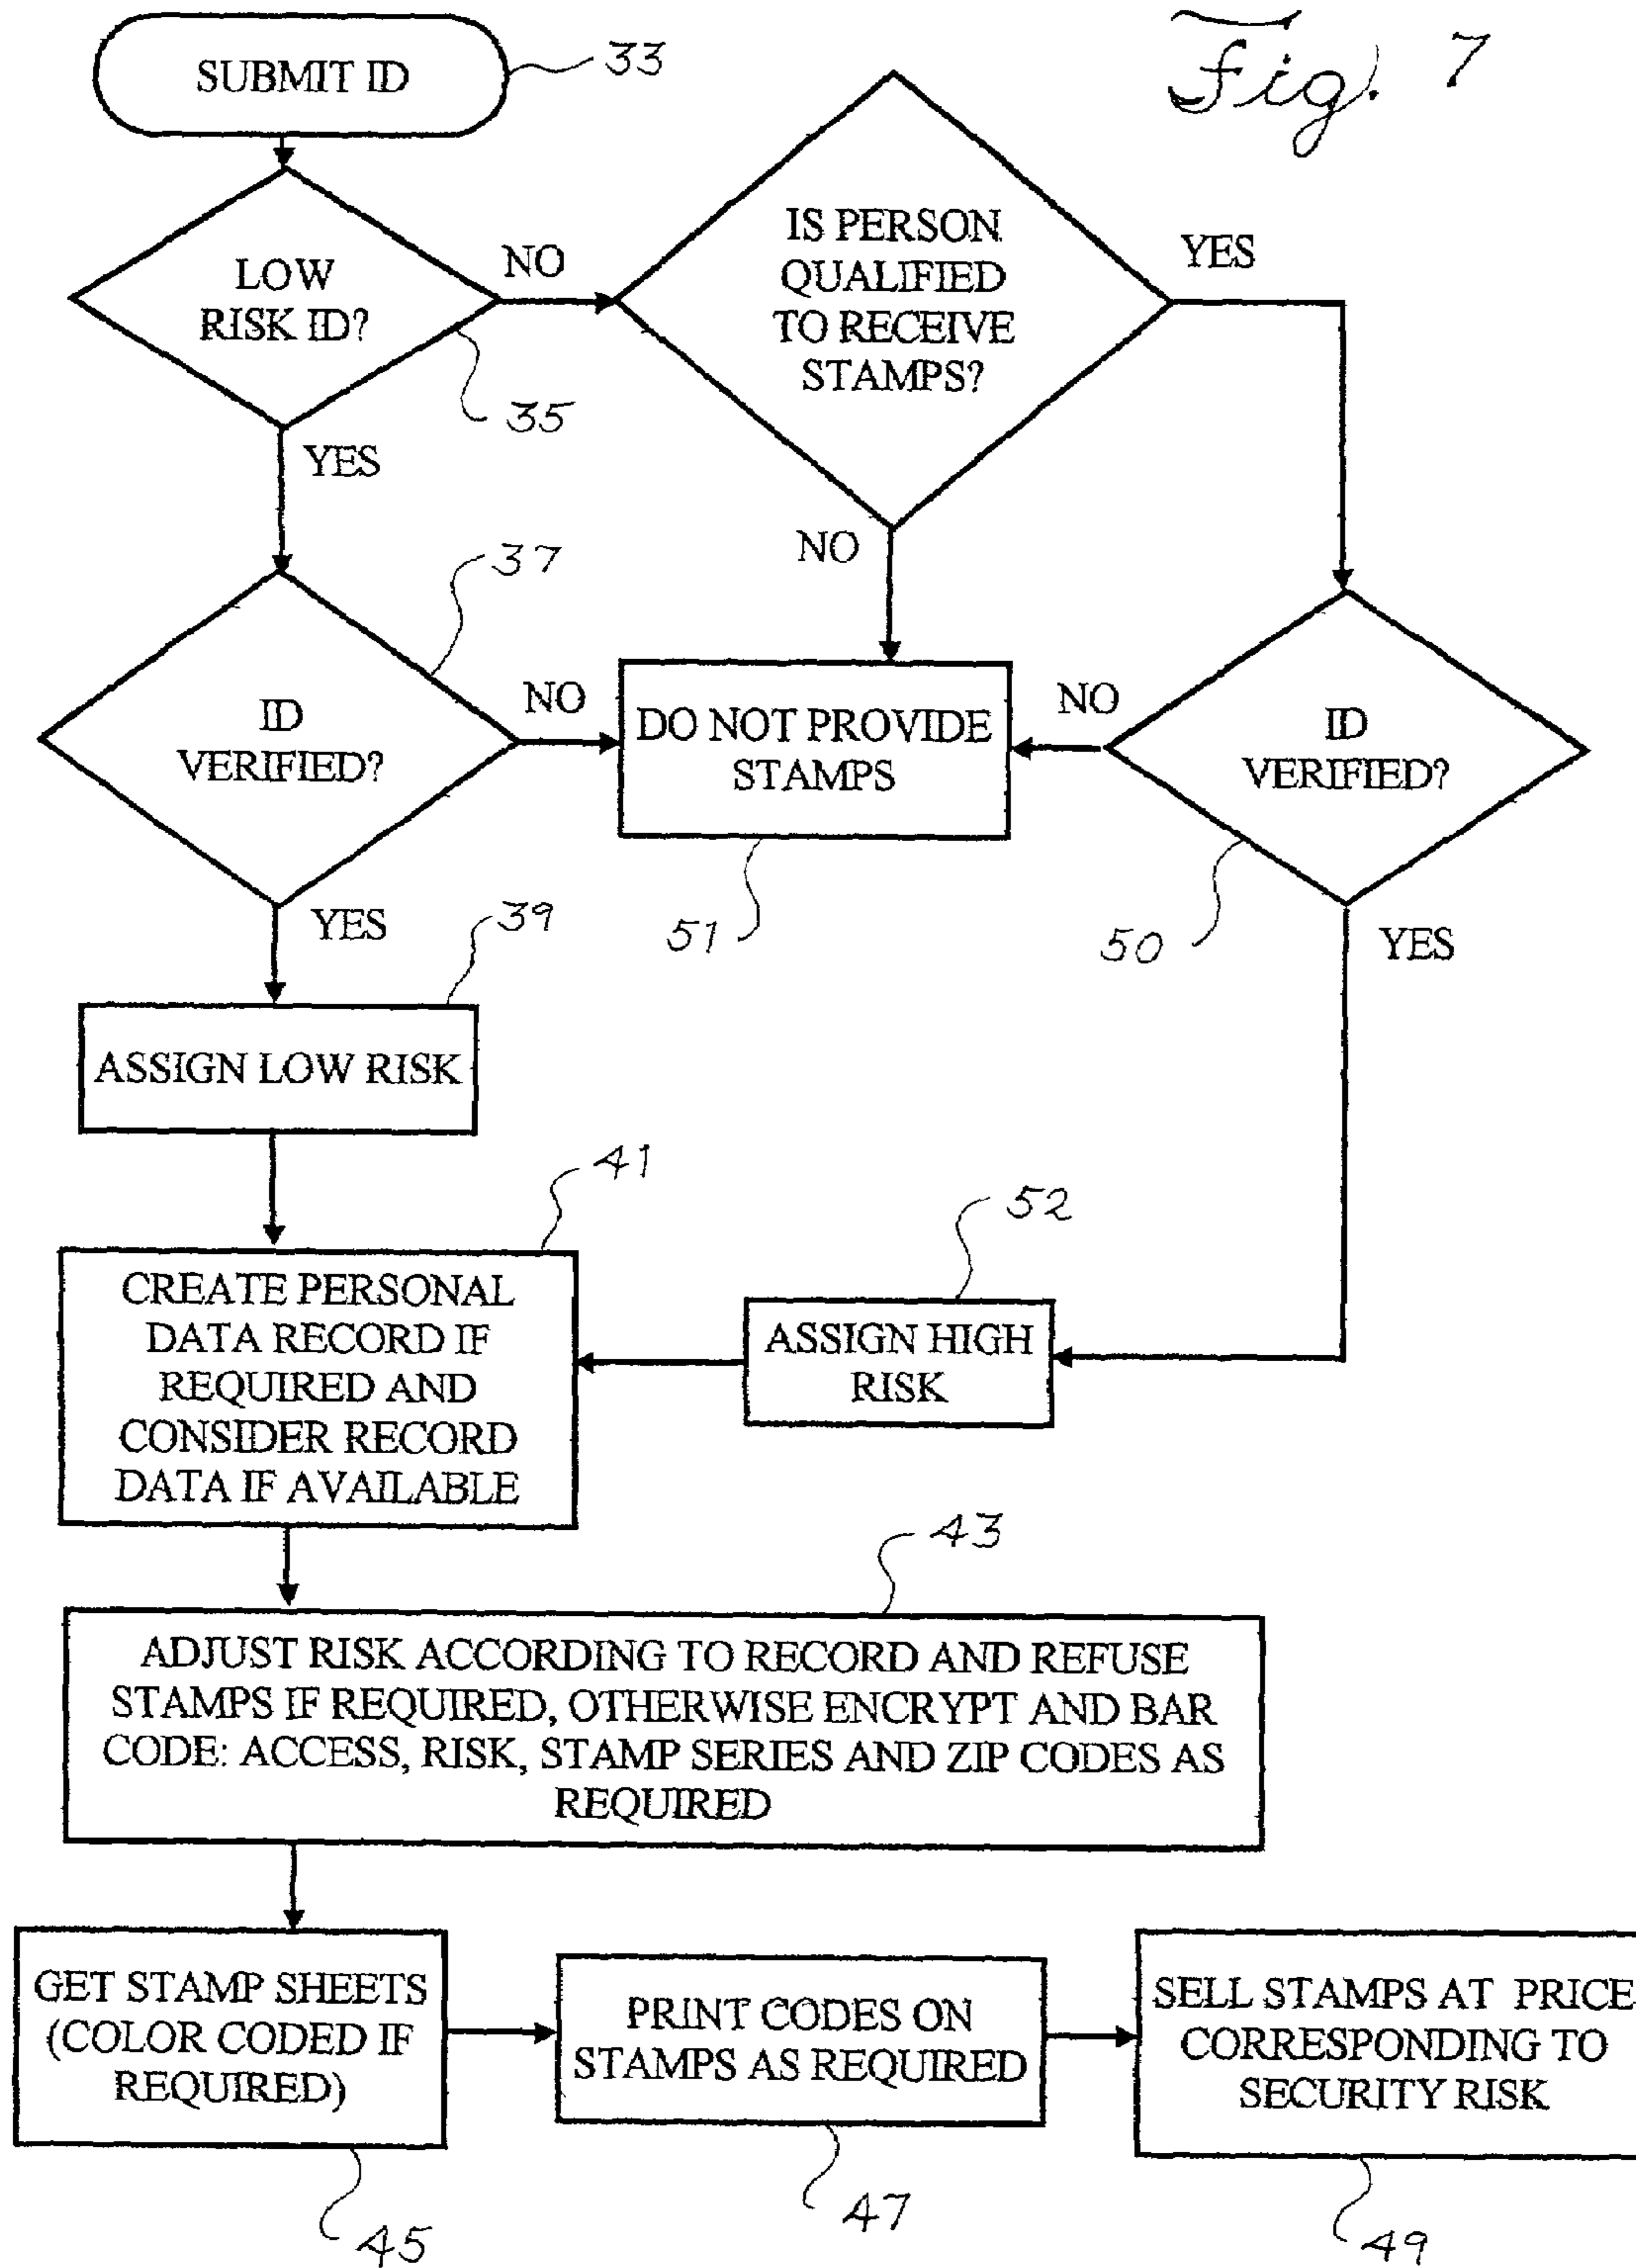 Fig. 7
SUBMIT ID
33
LOW
RISK ID?
35
NO
YES
IS PERSON
QUALIFIED
TO RECEIVE
STAMPS?
YES
NO
37
ID
VERIFIED?
NO
YES
DO NOT PROVIDE
STAMPS
51
NO
ID
VERIFIED?
50
YES
39
ASSIGN LOW RISK
41
CREATE PERSONAL
DATA RECORD IF
REQUIRED AND
CONSIDER RECORD
DATA IF AVAILABLE
52
ASSIGN HIGH
RISK
43
ADJUST RISK ACCORDING TO RECORD AND REFUSE
STAMPS IF REQUIRED, OTHERWISE ENCRYPT AND BAR
CODE: ACCESS, RISK, STAMP SERIES AND ZIP CODES AS
REQUIRED
GET STAMP SHEETS
(COLOR CODED IF
REQUIRED)
45
PRINT CODES ON
STAMPS AS REQUIRED
47
SELL STAMPS AT PRICE
CORRESPONDING TO
SECURITY RISK
49